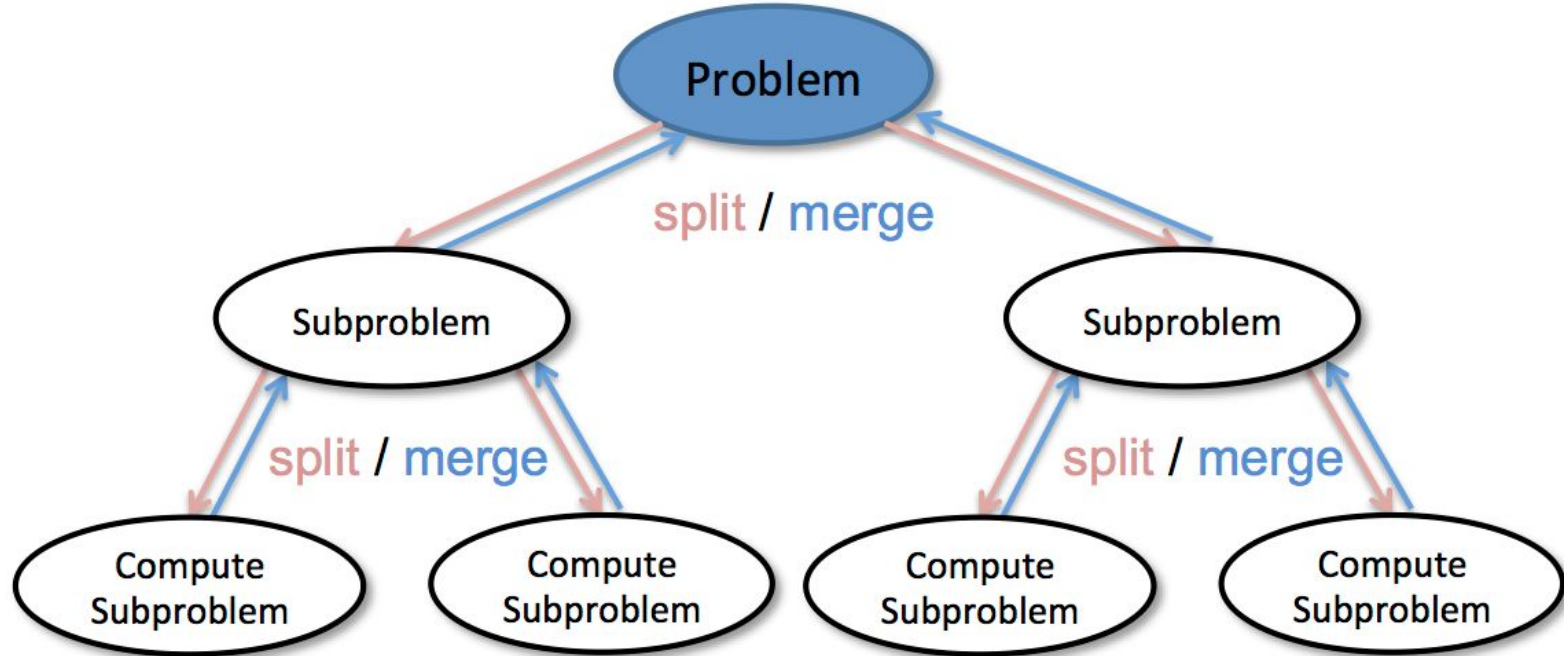 Problem
split / merge
Subproblem
Subproblem
split / merge
split / merge
Compute
Subproblem
Compute
Subproblem
Compute
Subproblem
Compute
Subproblem